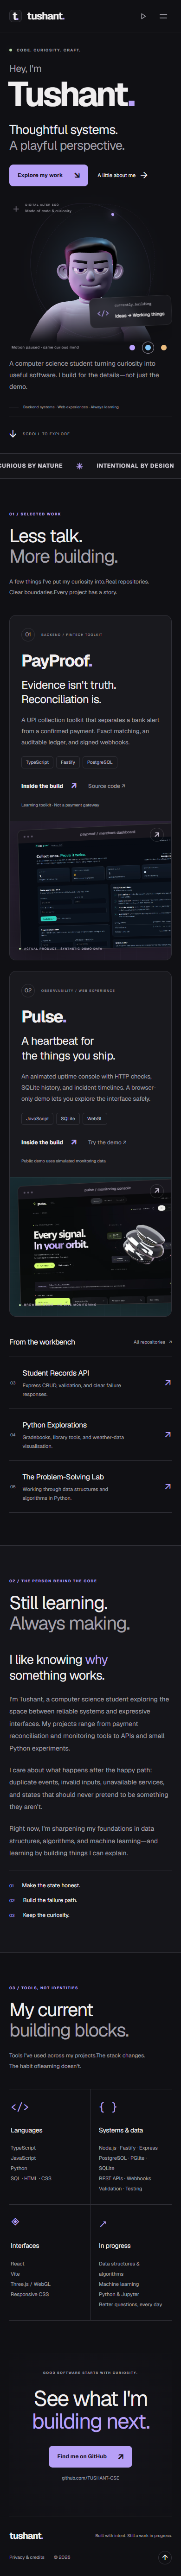 t. tushant.
CODE. CURIOSITY. CRAFT.
Hey, I'm
Tushant.
Thoughtful systems.
A playful perspective.
Explore my work
A little about me
DIGITAL ALTER EGO
Made of code & curiosity
currently building
Ideas → Working things
Motion paused · same curious mind
A computer science student turning curiosity into
useful software. I build for the details—not just the
demo.
Backend systems · Web experiences · Always learning
SCROLL TO EXPLORE
CURIOUS BY NATURE
INTENTIONAL BY DESIGN
01 / SELECTED WORK
Less talk.
More building.
A few things I've put my curiosity into.Real repositories.
Clear boundaries.Every project has a story.
01
BACKEND / FINTECH TOOLKIT
PayProof.
Evidence isn't truth.
Reconciliation is.
A UPI collection toolkit that separates a bank alert
from a confirmed payment. Exact matching, an
auditable ledger, and signed webhooks.
TypeScript
Fastify
PostgreSQL
Inside the build
Source code ↗
Learning toolkit · Not a payment gateway.
payproof / merchant dashboard
Collect once. Prove it twice.
ACTUAL PRODUCT · SYNTHETIC DEMO DATA
02
OBSERVABILITY / WEB EXPERIENCE
Pulse.
A heartbeat for
the things you ship.
An animated uptime console with HTTP checks,
SQLite history, and incident timelines. A browser-
only demo lets you explore the interface safely.
JavaScript
SQLite
WebGL
Inside the build
Try the demo ↗
Public demo uses simulated monitoring data.
pulse / monitoring console
Every signal.
In your orbit.
From the workbench
All repositories ↗
03
Student Records API
Express CRUD, validation, and clear failure
responses.
04
Python Explorations
Gradebooks, library tools, and weather-data
visualisation.
05
The Problem-Solving Lab
Working through data structures and
algorithms in Python.
02 / THE PERSON BEHIND THE CODE
Still learning.
Always making.
I like knowing why
something works.
I'm Tushant, a computer science student exploring the
space between reliable systems and expressive
interfaces. My projects range from payment
reconciliation and monitoring tools to APIs and small
Python experiments.
I care about what happens after the happy path:
duplicate events, invalid inputs, unavailable services,
and states that should never pretend to be something
they aren't.
Right now, I'm sharpening my foundations in data
structures, algorithms, and machine learning—and
learning by building things I can explain.
01 Make the state honest.
02 Build the failure path.
03 Keep the curiosity.
03 / TOOLS, NOT IDENTITIES
My current
building blocks.
Tools I've used across my projects.The stack changes.
The habit oflearning doesn't.
</>
Languages
TypeScript
JavaScript
Python
SQL · HTML · CSS
{ }
Systems & data
Node.js · Fastify · Express
PostgreSQL · PGlite ·
SQLite
REST APIs · Webhooks
Validation · Testing
Interfaces
React
Vite
Three.js / WebGL
Responsive CSS
In progress
Data structures &
algorithms
Machine learning
Python & Jupyter
Better questions, every day
GOOD SOFTWARE STARTS WITH CURIOSITY.
See what I'm
building next.
Find me on GitHub
github.com/TUSHANT-CSE
tushant.
Built with intent. Still a work in progress.
Privacy & credits
© 2026